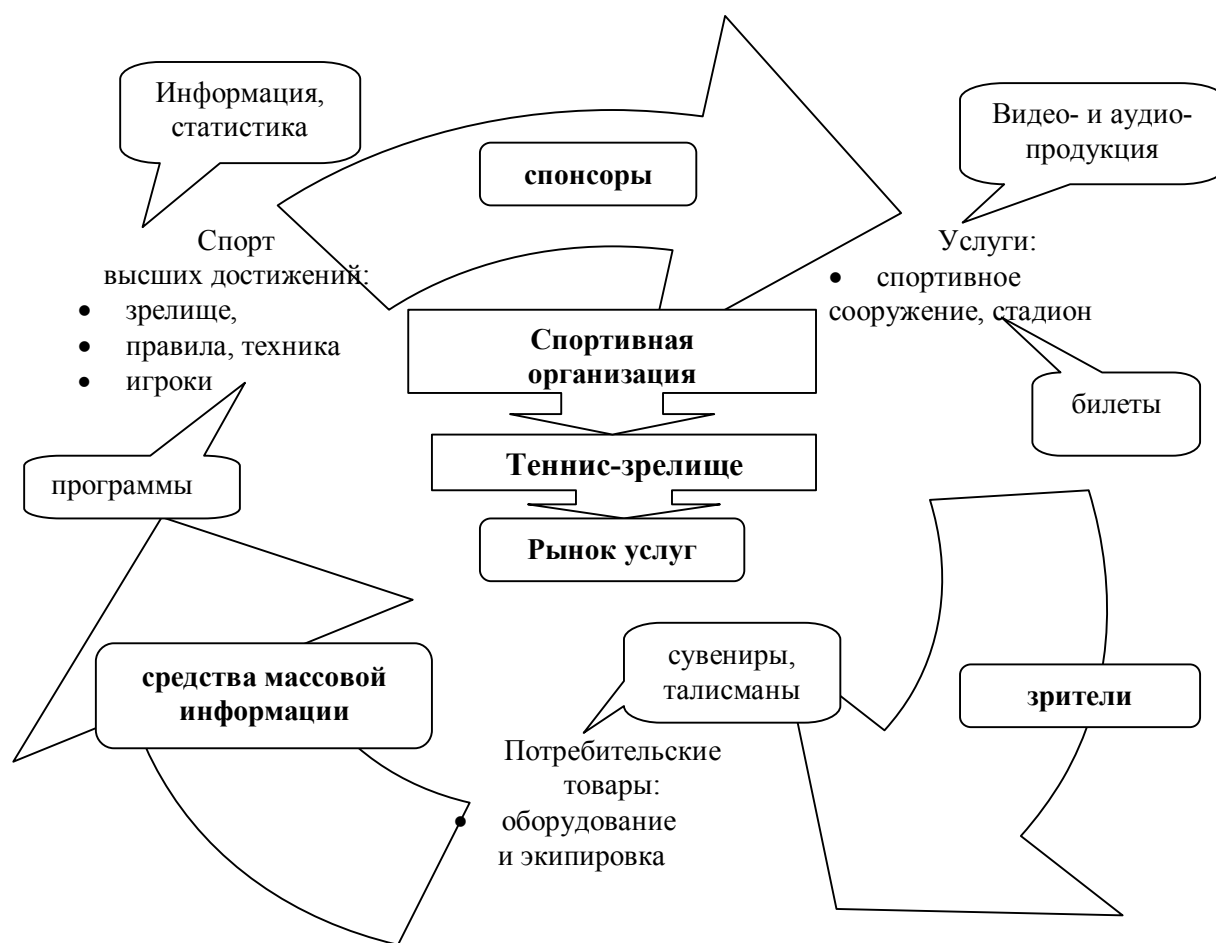 Информация,
статистика
Видео- и аудио-
продукция
спонсоры
Спорт
высших достижений:
• зрелище,
• правила, техника
• игроки
Услуги:
• спортивное
сооружение, стадион
Спортивная
организация
билеты
Теннис-зрелище
программы
Рынок услуг
сувениры,
талисманы
средства массовой
информации
зрители
Потребительские
товары:
• оборудование
и экипировка